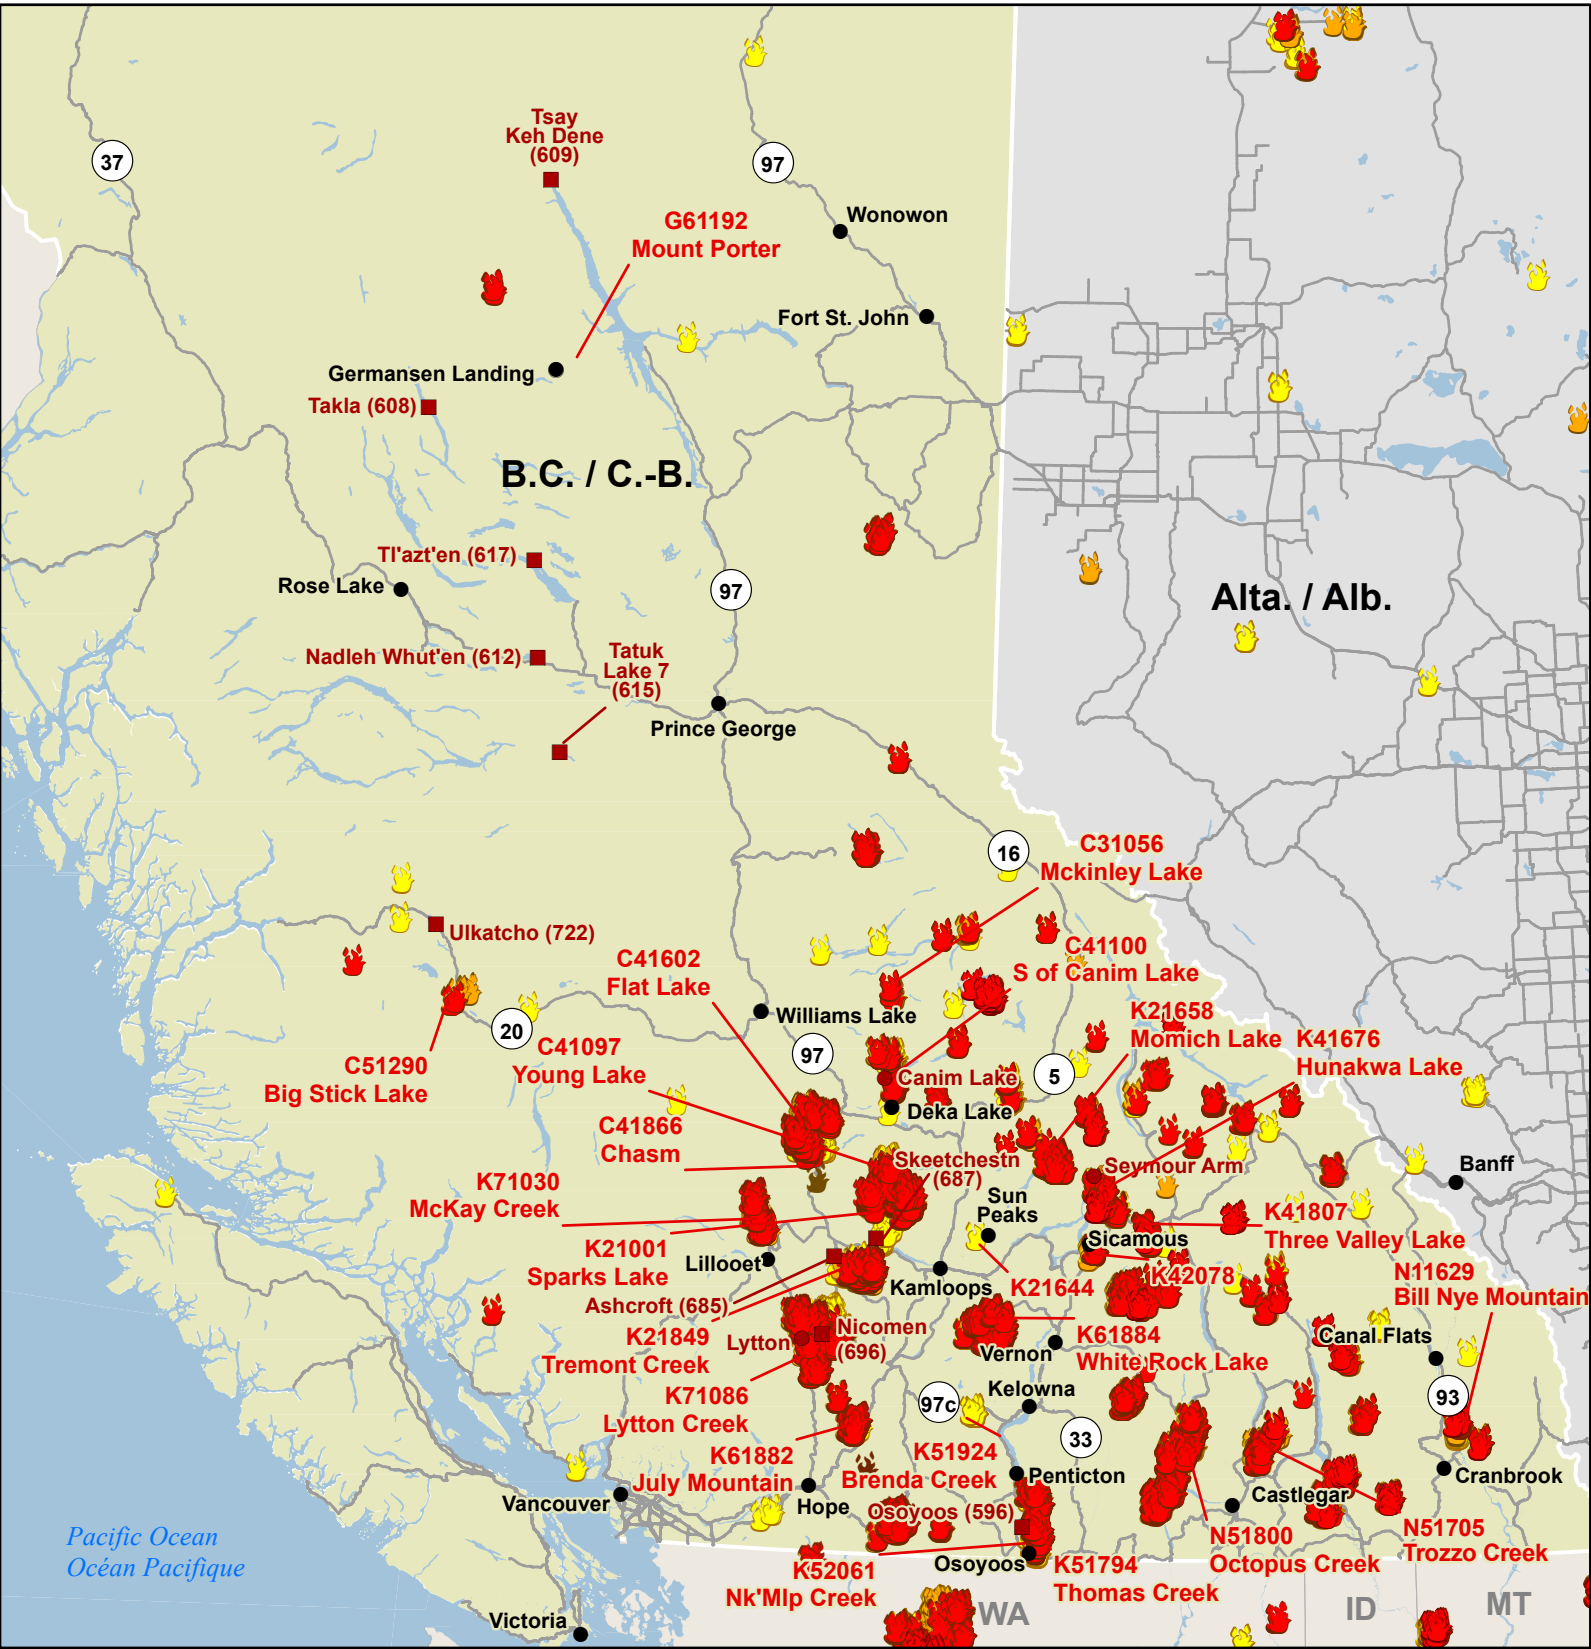 Tsay
Keh Dene
(609)
37
97
G61192
Mount Porter
Wonowon
Fort St. John
Germansen Landing
Takla (608)
B.C. / C.-B.
Tl'azt'en (617)
Rose Lake
97
Alta. / Alb.
Nadleh Whut'en (612)
Tatuk
Lake 7
(615)
Prince George
16
C31056
Mckinley Lake
Ulkatcho (722)
C41602
Flat Lake
C41100
S of Canim Lake
Williams Lake
20
97
K21658
Momich Lake
K41676
Hunakwa Lake
C51290
Big Stick Lake
C41097
Young Lake
Canim Lake
5
Deka Lake
C41866
Chasm
Skeetchestn
(687)
Seymour Arm
Banff
K71030
McKay Creek
Sun
Peaks
K41807
Three Valley Lake
Sicamous
K21001
Sparks Lake
Lillooet
Kamloops
K21644
K42078
N11629
Bill Nye Mountain
Ashcroft (685)
K21849
Tremont Creek
Lytton
Nicomen
(696)
K61884
White Rock Lake
Vernon
Canal Flats
K71086
Lytton Creek
97c
Kelowna
33
93
K61882
July Mountain
K51924
Brenda Creek
Penticton
Cranbrook
Vancouver
Hope
Osoyoos (596)
Castlegar
Pacific Ocean
Océan Pacifique
N51800
Octopus Creek
N51705
Trozzo Creek
K52061
Nk'Mlp Creek
Osoyoos
K51794
Thomas Creek
Victoria
WA
ID
MT